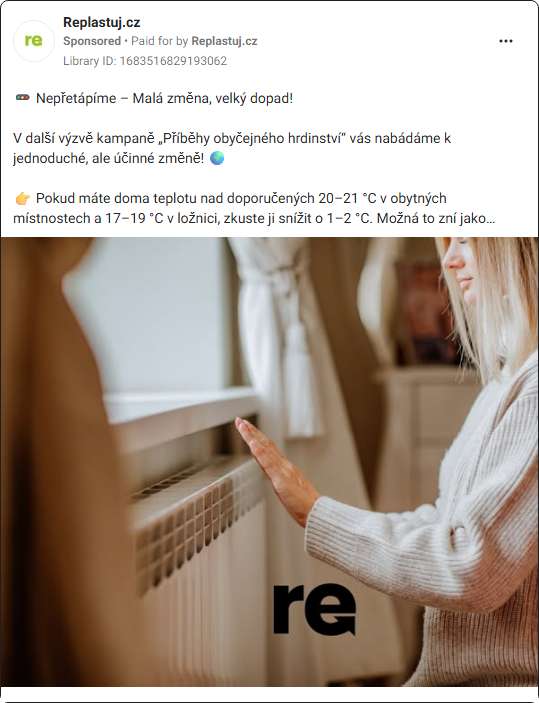 re
Replastuj.cz
Sponsored • Paid for by Replastuj.cz
Library ID: 1683516829193062
🚥 Nepřetápíme – Malá změna, velký dopad!
V další výzvě kampaně „Příběhy obyčejného hrdinství“ vás nabádáme k
jednoduché, ale účinné změně! 🌎
👉 Pokud máte doma teplotu nad doporučených 20–21 °C v obytných
místnostech a 17–19 °C v ložnici, zkuste ji snížit o 1–2 °C. Možná to zní jako...
re